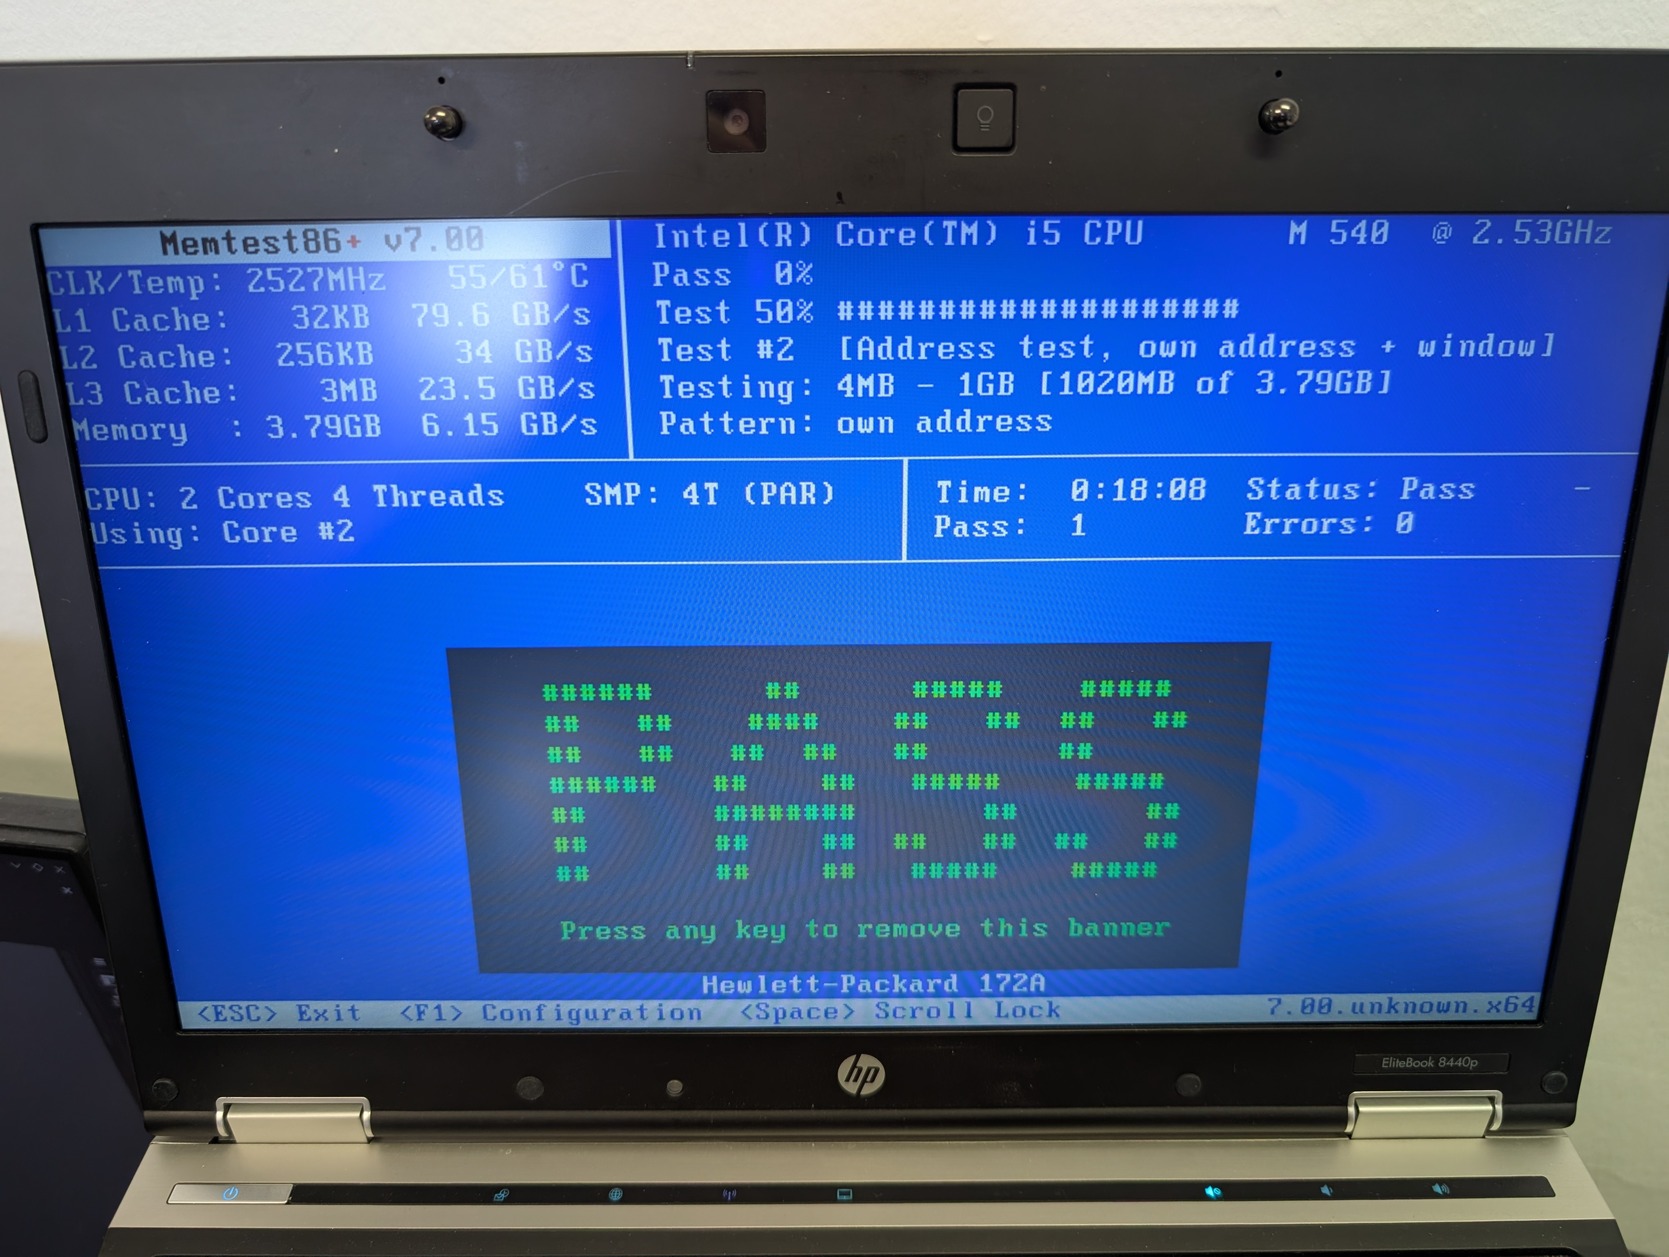 Memtest86+ v7.00
CLK/Temp: 2527MHz 55/61°C
L1 Cache: 32KB 79.6 GB/s
L2 Cache: 256KB 34 GB/s
L3 Cache: 3MB 23.5 GB/s
Memory : 3.79GB 6.15 GB/s
Intel(R) Core(TM) i5 CPU M 540 @ 2.53GHz
Pass 0%
Test 50% ####################
Test #2 [Address test, own address + window]
Testing: 4MB - 1GB [1020MB of 3.79GB]
Pattern: own address
CPU: 2 Cores 4 Threads SMP: 4T (PAR)
Using: Core #2
Time: 0:18:08 Status: Pass -
Pass: 1 Errors: 0
PASS
Press any key to remove this banner
Hewlett-Packard 172A
<ESC> Exit <F1> Configuration <Space> Scroll Lock 7.00.unknown.x64
hp
EliteBook 8440p